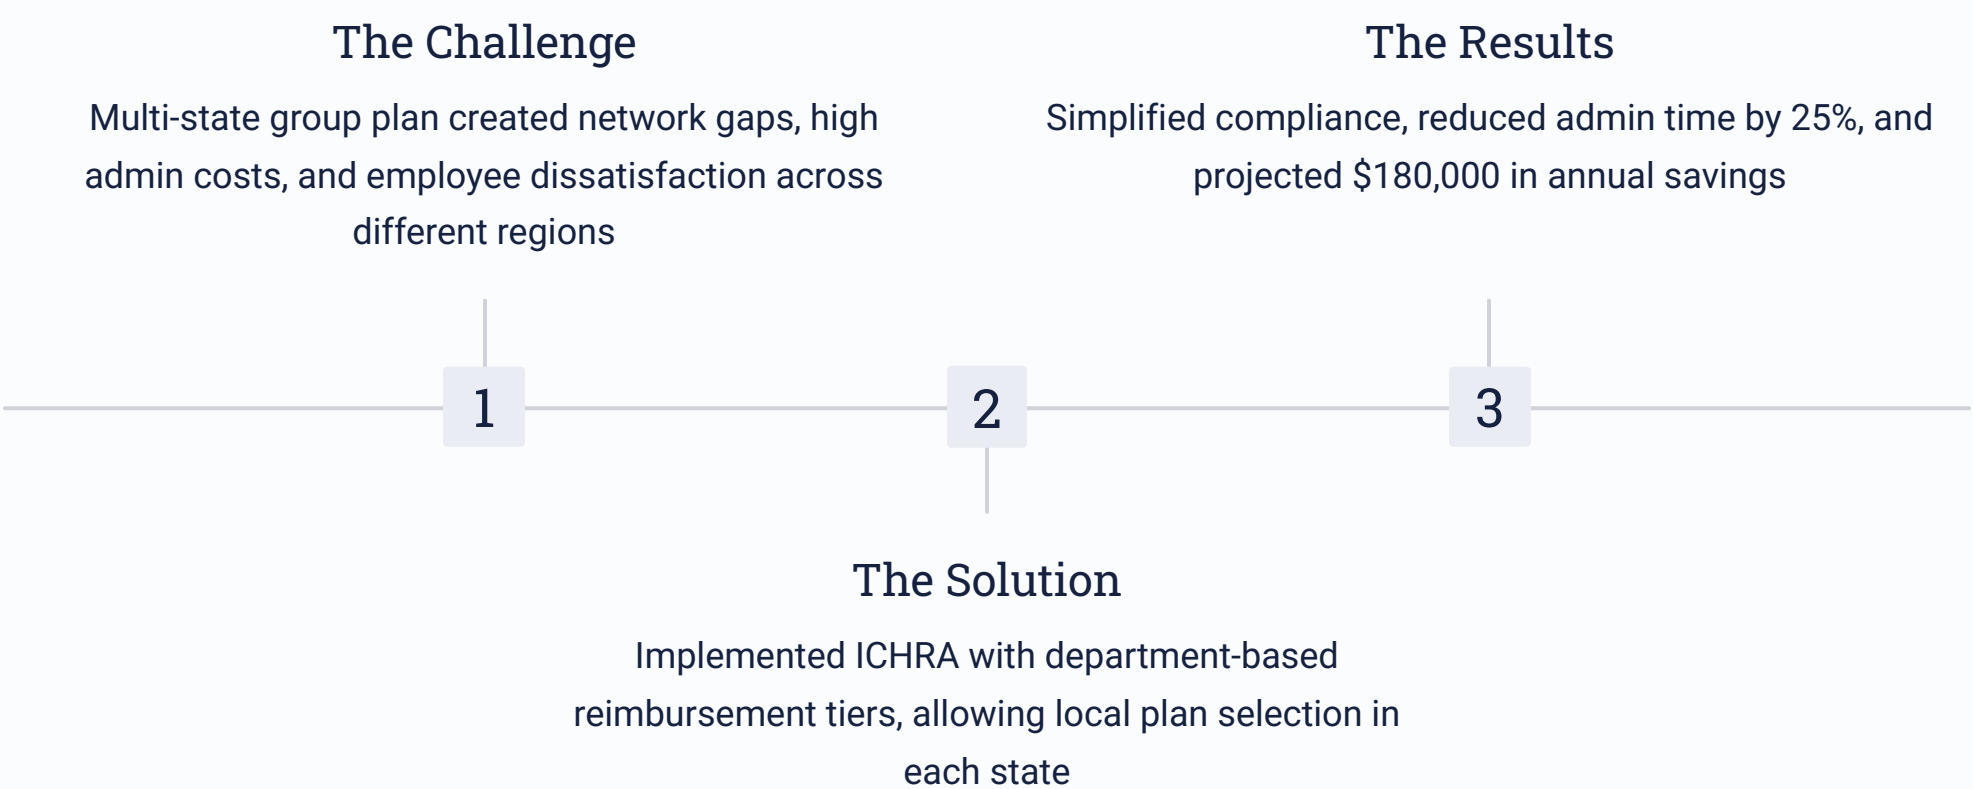 The Challenge
Multi-state group plan created network gaps, high
admin costs, and employee dissatisfaction across
different regions
1
2
The Solution
Implemented ICHRA with department-based
reimbursement tiers, allowing local plan selection in
each state
3
The Results
Simplified compliance, reduced admin time by 25%, and
projected $180,000 in annual savings